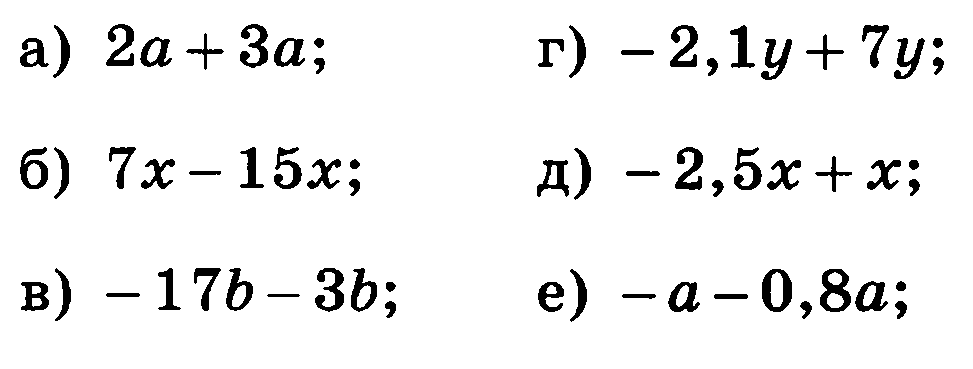 а) 2a + 3a;
б) 7x − 15x;
в) −17b − 3b;
г) −2,1y + 7y;
д) −2,5x + x;
е) −a − 0,8a;